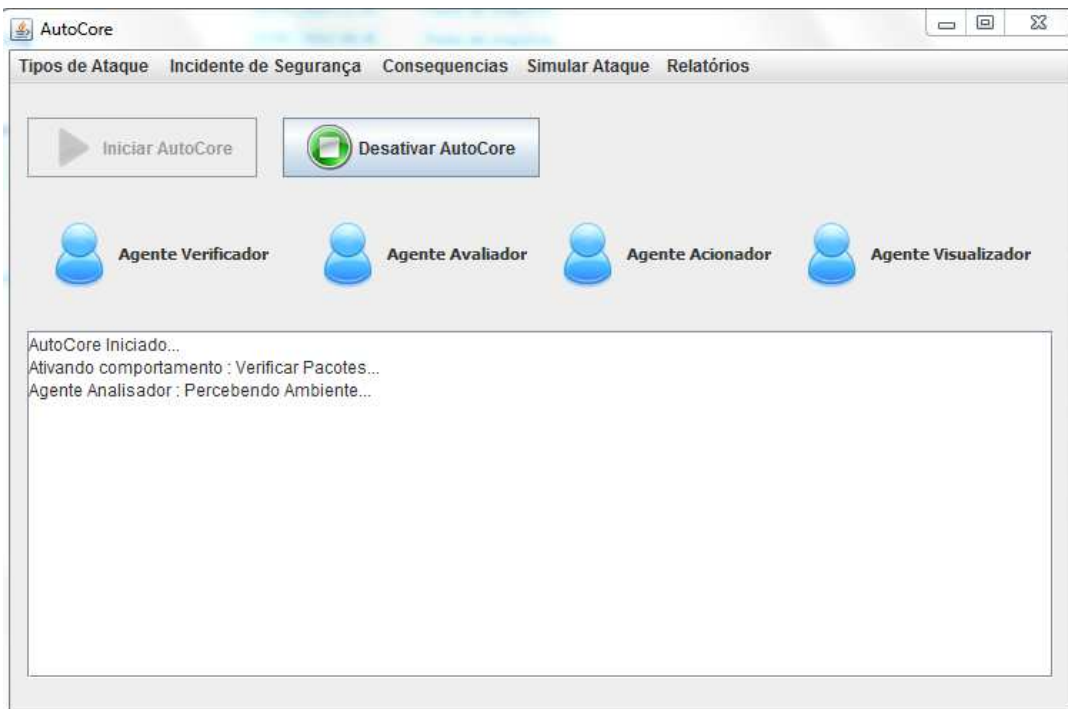 AutoCore
Tipos de Ataque Incidente de Segurança Consequencias Simular Ataque Relatórios
Iniciar AutoCore Desativar AutoCore
Agente Verificador Agente Avaliador Agente Acionador Agente Visualizador
AutoCore Iniciado...
Ativando comportamento : Verificar Pacotes...
Agente Analisador : Percebendo Ambiente...